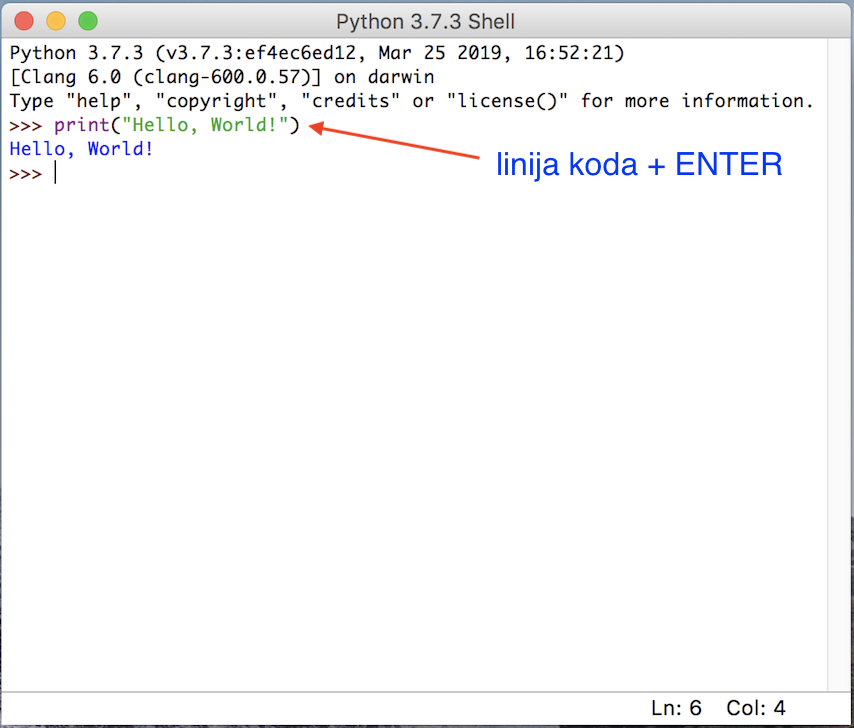 Python 3.7.3 Shell
Python 3.7.3 (v3.7.3:ef4ec6ed12, Mar 25 2019, 16:52:21)
[Clang 6.0 (clang-600.0.57)] on darwin
Type "help", "copyright", "credits" or "license()" for more information.
>>> print("Hello, World!")
Hello, World!
linija koda + ENTER
>>>
Ln: 6 Col: 4